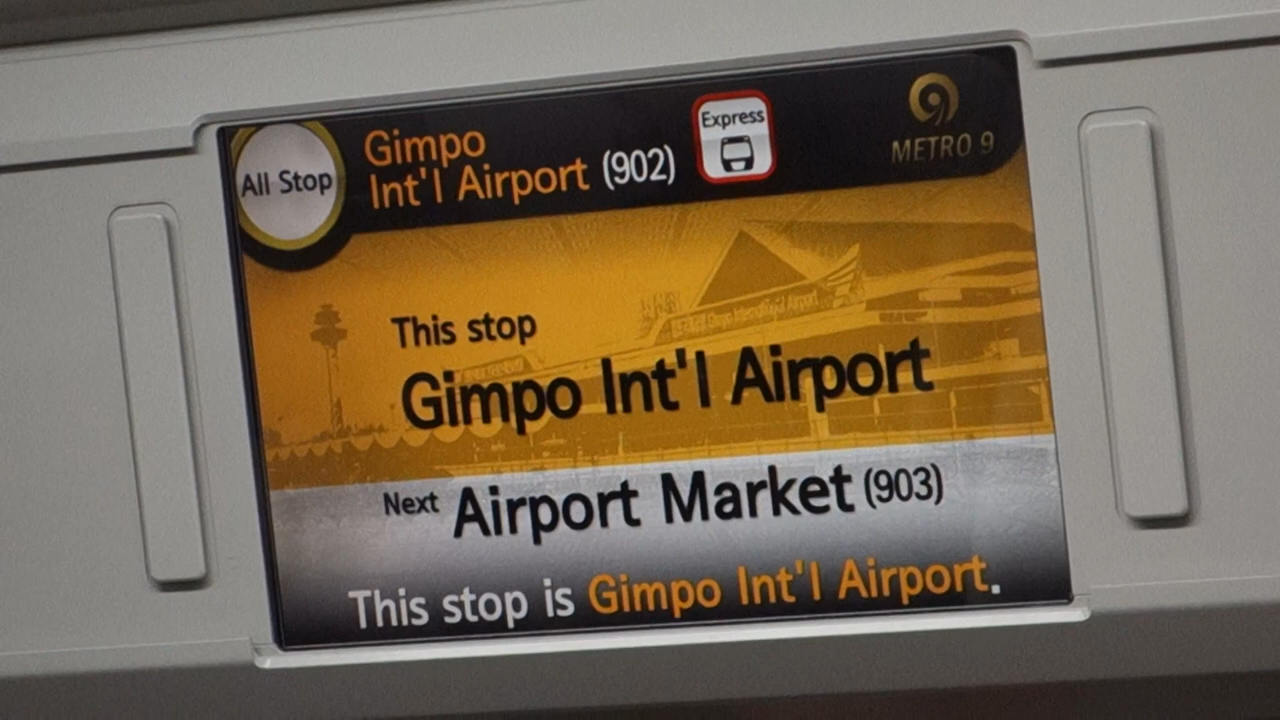 All Stop
Gimpo
Int'l Airport (902)
Express
METRO 9
This stop
Gimpo Int'l Airport
Next Airport Market (903)
This stop is Gimpo Int'l Airport.